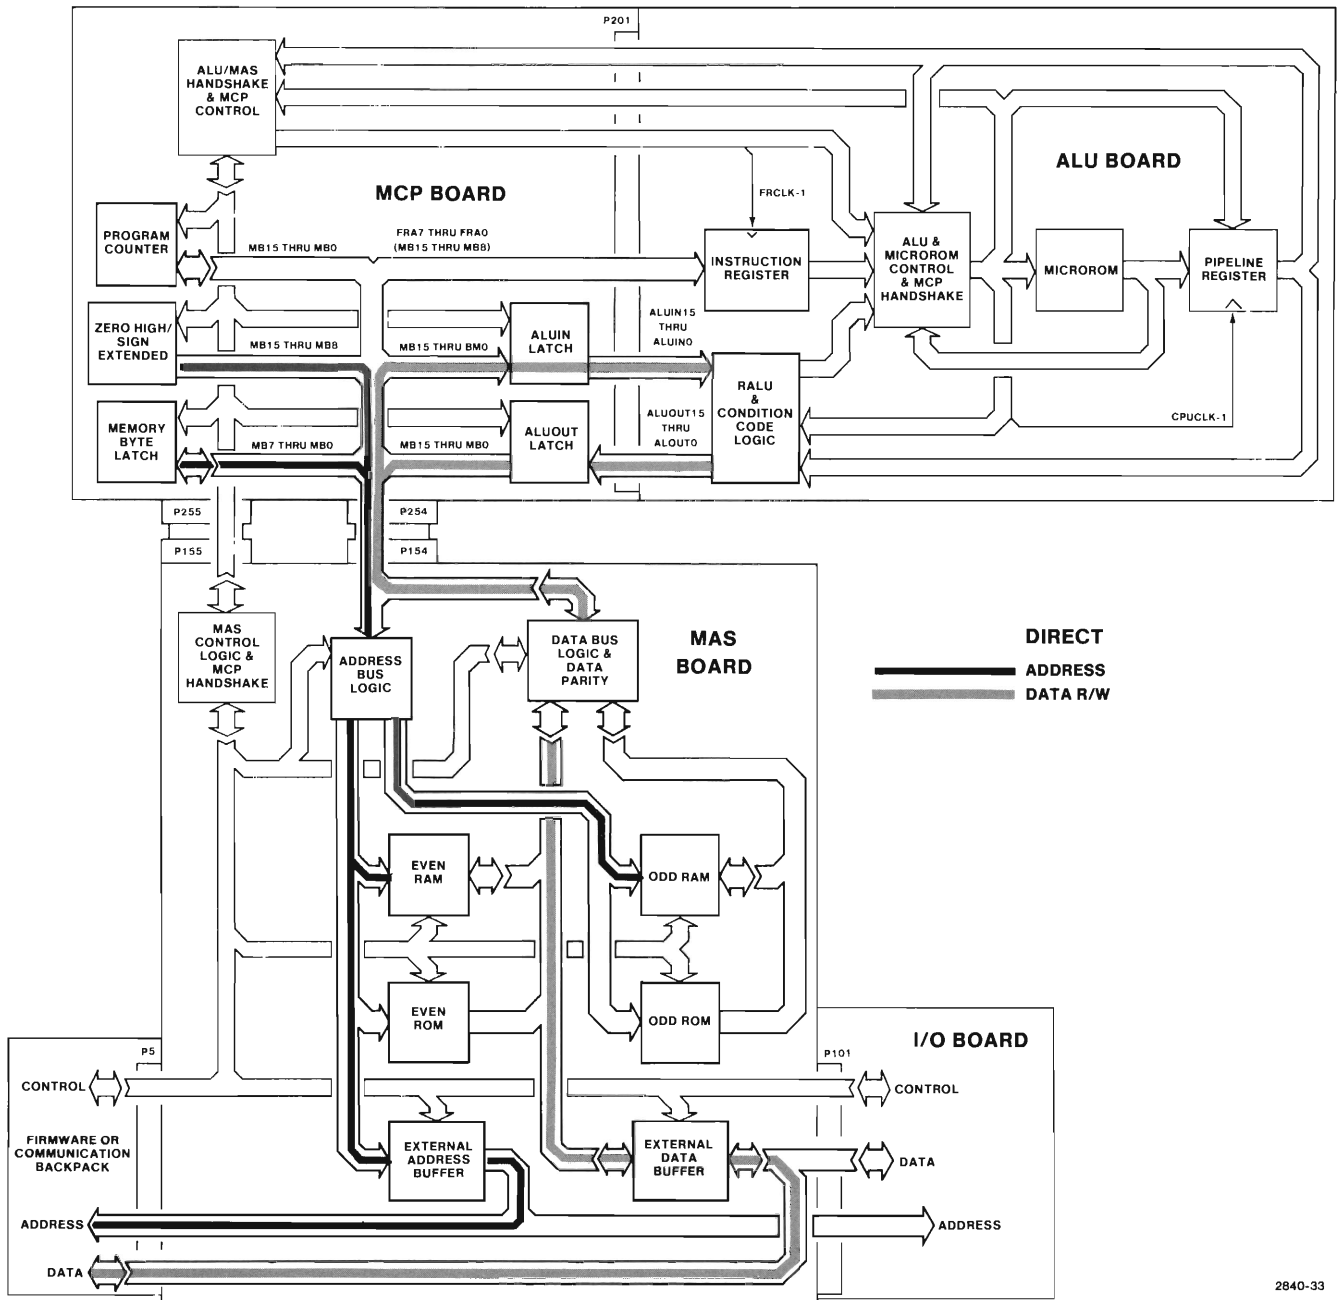 P201
ALU/MAS
HANDSHAKE
& MCP
CONTROL
MCP BOARD
ALU BOARD
FRCLK-1
PROGRAM
COUNTER
MB15 THRU MB0
FRA7 THRU FRA0
(MB15 THRU MB8)
INSTRUCTION
REGISTER
ALU &
MICROROM
CONTROL
& MCP
HANDSHAKE
MICROROM
PIPELINE
REGISTER
ZERO HIGH/
SIGN
EXTENDED
MB15 THRU MB8
MB15 THRU BM0
ALUIN
LATCH
ALUIN15
THRU
ALUIN0
RALU
&
CONDITION
CODE
LOGIC
CPUCLK-1
MEMORY
BYTE
LATCH
MB7 THRU MB0
MB15 THRU MB0
ALUOUT
LATCH
ALUOUT15
THRU
ALOUT0
P255
P254
P155
P154
MAS
CONTROL
LOGIC &
MCP
HANDSHAKE
ADDRESS
BUS
LOGIC
DATA BUS
LOGIC &
DATA
PARITY
MAS
BOARD
DIRECT
ADDRESS
DATA R/W
EVEN
RAM
ODD RAM
EVEN
ROM
ODD ROM
I/O BOARD
P5
P101
CONTROL
CONTROL
FIRMWARE OR
COMMUNICATION
BACKPACK
EXTERNAL
ADDRESS
BUFFER
EXTERNAL
DATA
BUFFER
DATA
ADDRESS
ADDRESS
DATA
2840-33